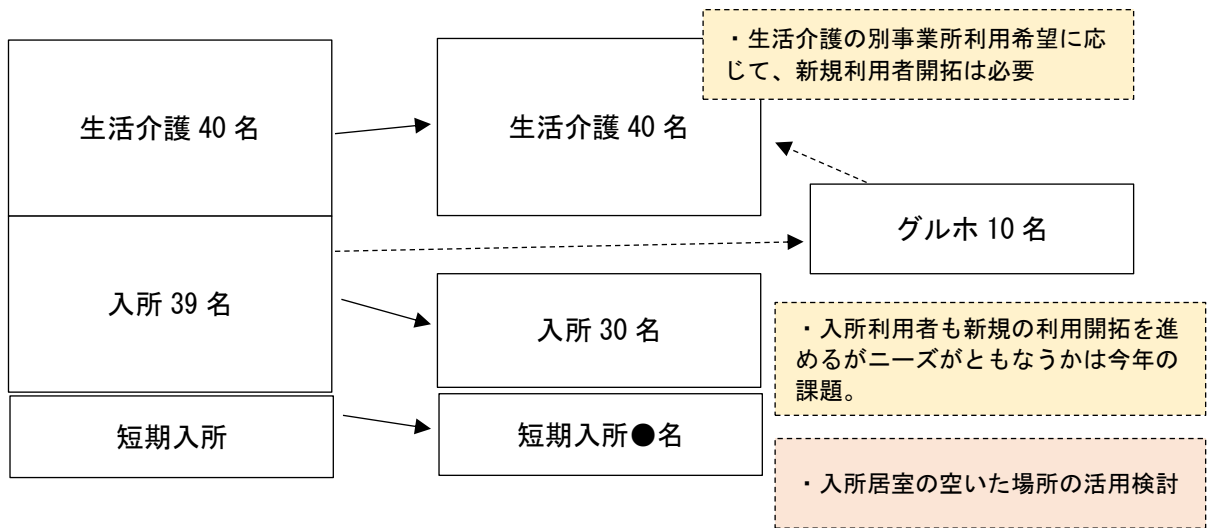 ・生活介護の別事業所利用希望に応
じて、新規利用者開拓は必要
生活介護 40 名
生活介護 40 名
グルホ 10 名
入所 39 名
入所 30 名
・入所利用者も新規の利用開拓を進
めるがニーズがともなうかは今年の
課題。
短期入所
短期入所●名
・入所居室の空いた場所の活用検討